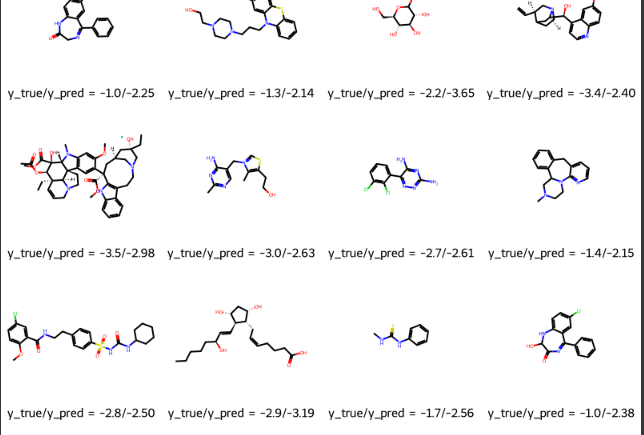 y_true/y_pred = -1.0/-2.25
y_true/y_pred = -1.3/-2.14
y_true/y_pred = -2.2/-3.65
y_true/y_pred = -3.4/-2.40
y_true/y_pred = -3.5/-2.98
y_true/y_pred = -3.0/-2.63
y_true/y_pred = -2.7/-2.61
y_true/y_pred = -1.4/-2.15
y_true/y_pred = -2.8/-2.50
y_true/y_pred = -2.9/-3.19
y_true/y_pred = -1.7/-2.56
y_true/y_pred = -1.0/-2.38